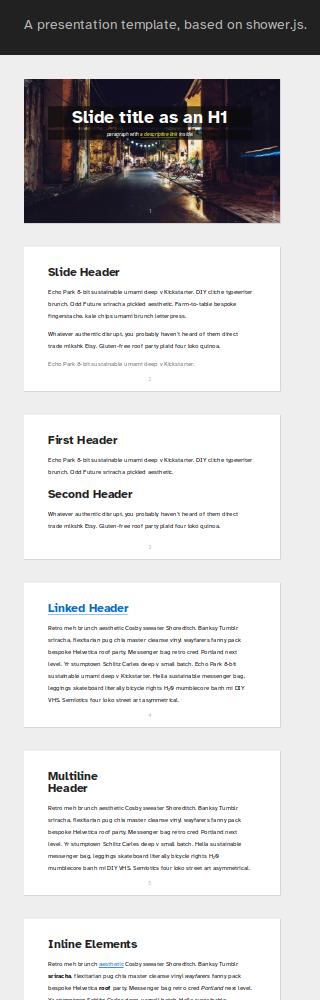 A presentation template, based on shower.js.
Slide title as an H1
paragraph with a descriptive link inside
1
Slide Header
Echo Park 8-bit sustainable umami deep v Kickstarter. DIY cliche typewriter
brunch. Odd Future sriracha pickled aesthetic. Farm-to-table bespoke
fingerstache, kale chips umami brunch letterpress.
Whatever authentic disrupt, you probably haven't heard of them direct
trade mlkshk Etsy. Gluten-free roof party plaid four loko quinoa.
Echo Park 8-bit sustainable umami deep v Kickstarter.
2
First Header
Echo Park 8-bit sustainable umami deep v Kickstarter. DIY cliche typewriter
brunch. Odd Future sriracha pickled aesthetic.
Second Header
Whatever authentic disrupt, you probably haven't heard of them direct
trade mlkshk Etsy. Gluten-free roof party plaid four loko quinoa.
3
Linked Header
Retro meh brunch aesthetic Cosby sweater Shoreditch. Banksy Tumblr
sriracha, flexitarian pug chia master cleanse vinyl wayfarers fanny pack
bespoke Helvetica roof party. Messenger bag retro cred Portland next
level. Yr stumptown Schlitz Carles deep v small batch. Echo Park 8-bit
sustainable umami deep v Kickstarter. Hella sustainable messenger bag,
leggings skateboard literally bicycle rights H₂O mumblecore banh mi DIY
VHS. Semiotics four loko street art asymmetrical.
4
Multiline
Header
Retro meh brunch aesthetic Cosby sweater Shoreditch. Banksy Tumblr
sriracha, flexitarian pug chia master cleanse vinyl wayfarers fanny pack
bespoke Helvetica roof party. Messenger bag retro cred Portland next
level. Yr stumptown Schlitz Carles deep v small batch. Hella sustainable
messenger bag, leggings skateboard literally bicycle rights H₂O
mumblecore banh mi DIY VHS. Semiotics four loko street art asymmetrical.
5
Inline Elements
Retro meh brunch aesthetic Cosby sweater Shoreditch. Banksy Tumblr
sriracha, flexitarian pug chia master cleanse vinyl wayfarers fanny pack
bespoke Helvetica roof party. Messenger bag retro cred Portland next level.